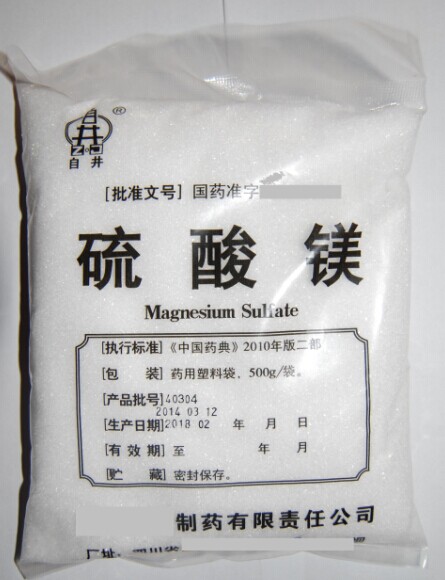 自井
®
[批准文号] 国药准字
硫酸镁
Magnesium Sulfate
[执行标准]《中国药典》2010年版二部
[包 装] 药用塑料袋，500g/袋。
[产品批号] 40304
2014 03 12
[生产日期] 2018 02 年 月 日
[有效期] 至 年 月
[贮 藏] 密封保存。
制药有限责任公司
厂址: 四川